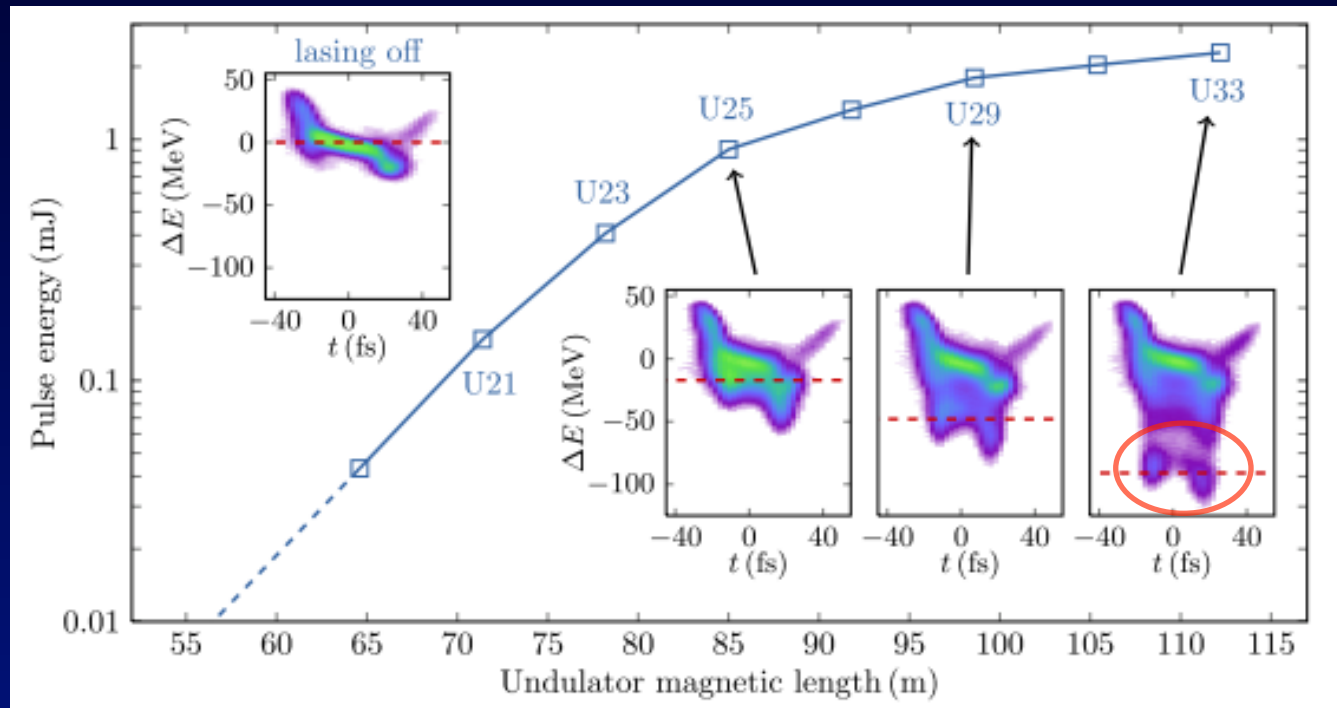 lasing off
50
0
−50
−100
ΔE (MeV)
−40 0 40
t (fs)
U21
U23
U25
U29
U33
50
0
−50
−100
ΔE (MeV)
−40 0 40
t (fs)
−40 0 40
t (fs)
−40 0 40
t (fs)
1
0.1
0.01
Pulse energy (mJ)
55 60 65 70 75 80 85 90 95 100 105 110 115
Undulator magnetic length (m)